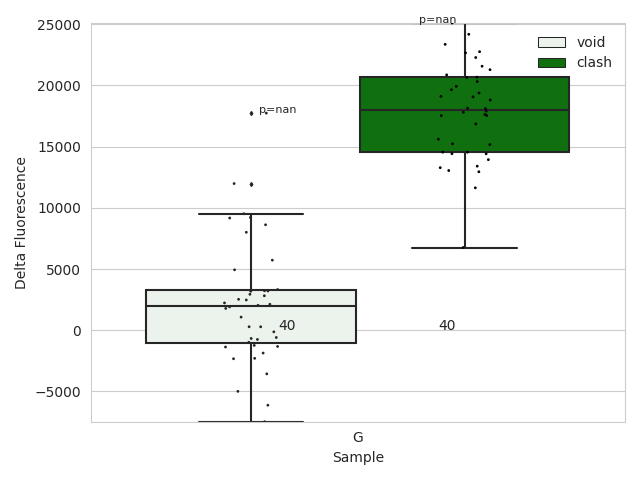 p=nan
25000
void
clash
20000
p=nan
15000
10000
5000
0
40
40
−5000
Delta Fluorescence
G
Sample